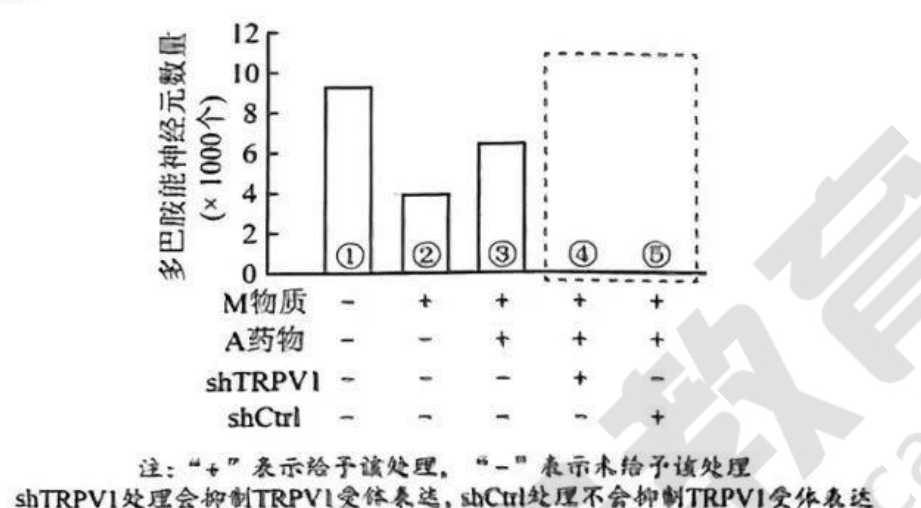 多巴胺能神经元数量
(× 1000个)
12
10
8
6
4
2
0
① ② ③ ④ ⑤
M物质 - + + + +
A药物 - - + + +
shTRPV1 - - - + -
shCtrl - - - - +
注：“+”表示给予该处理，“-”表示未给予该处理
shTRPV1处理会抑制TRPV1受体表达，shCtrl处理不会抑制TRPV1受体表达
教育